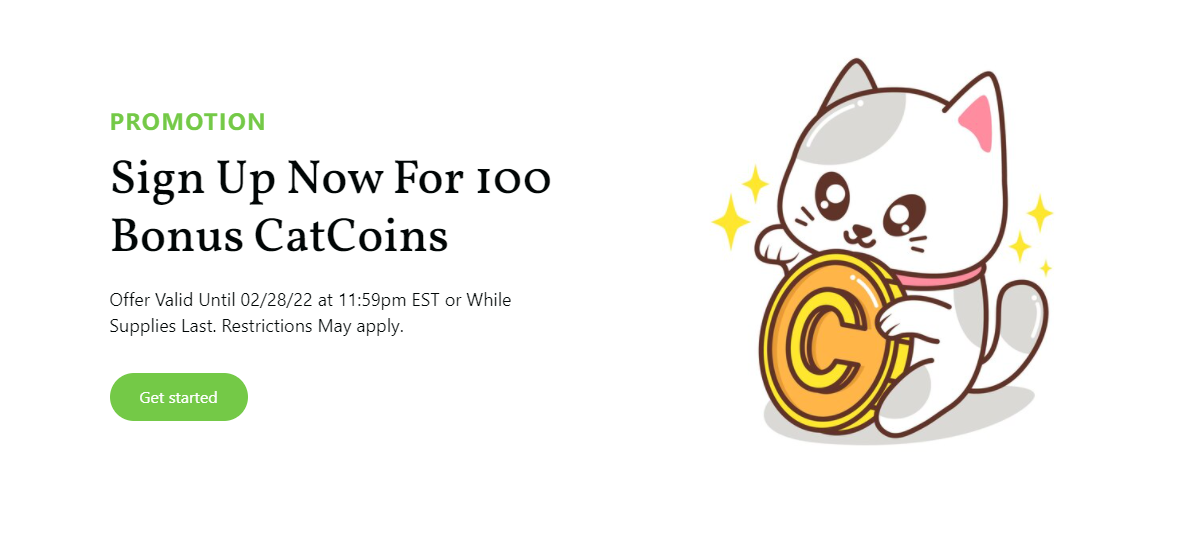 PROMOTION
Sign Up Now For 100
Bonus CatCoins
Offer Valid Until 02/28/22 at 11:59pm EST or While
Supplies Last. Restrictions May apply.
Get started
C